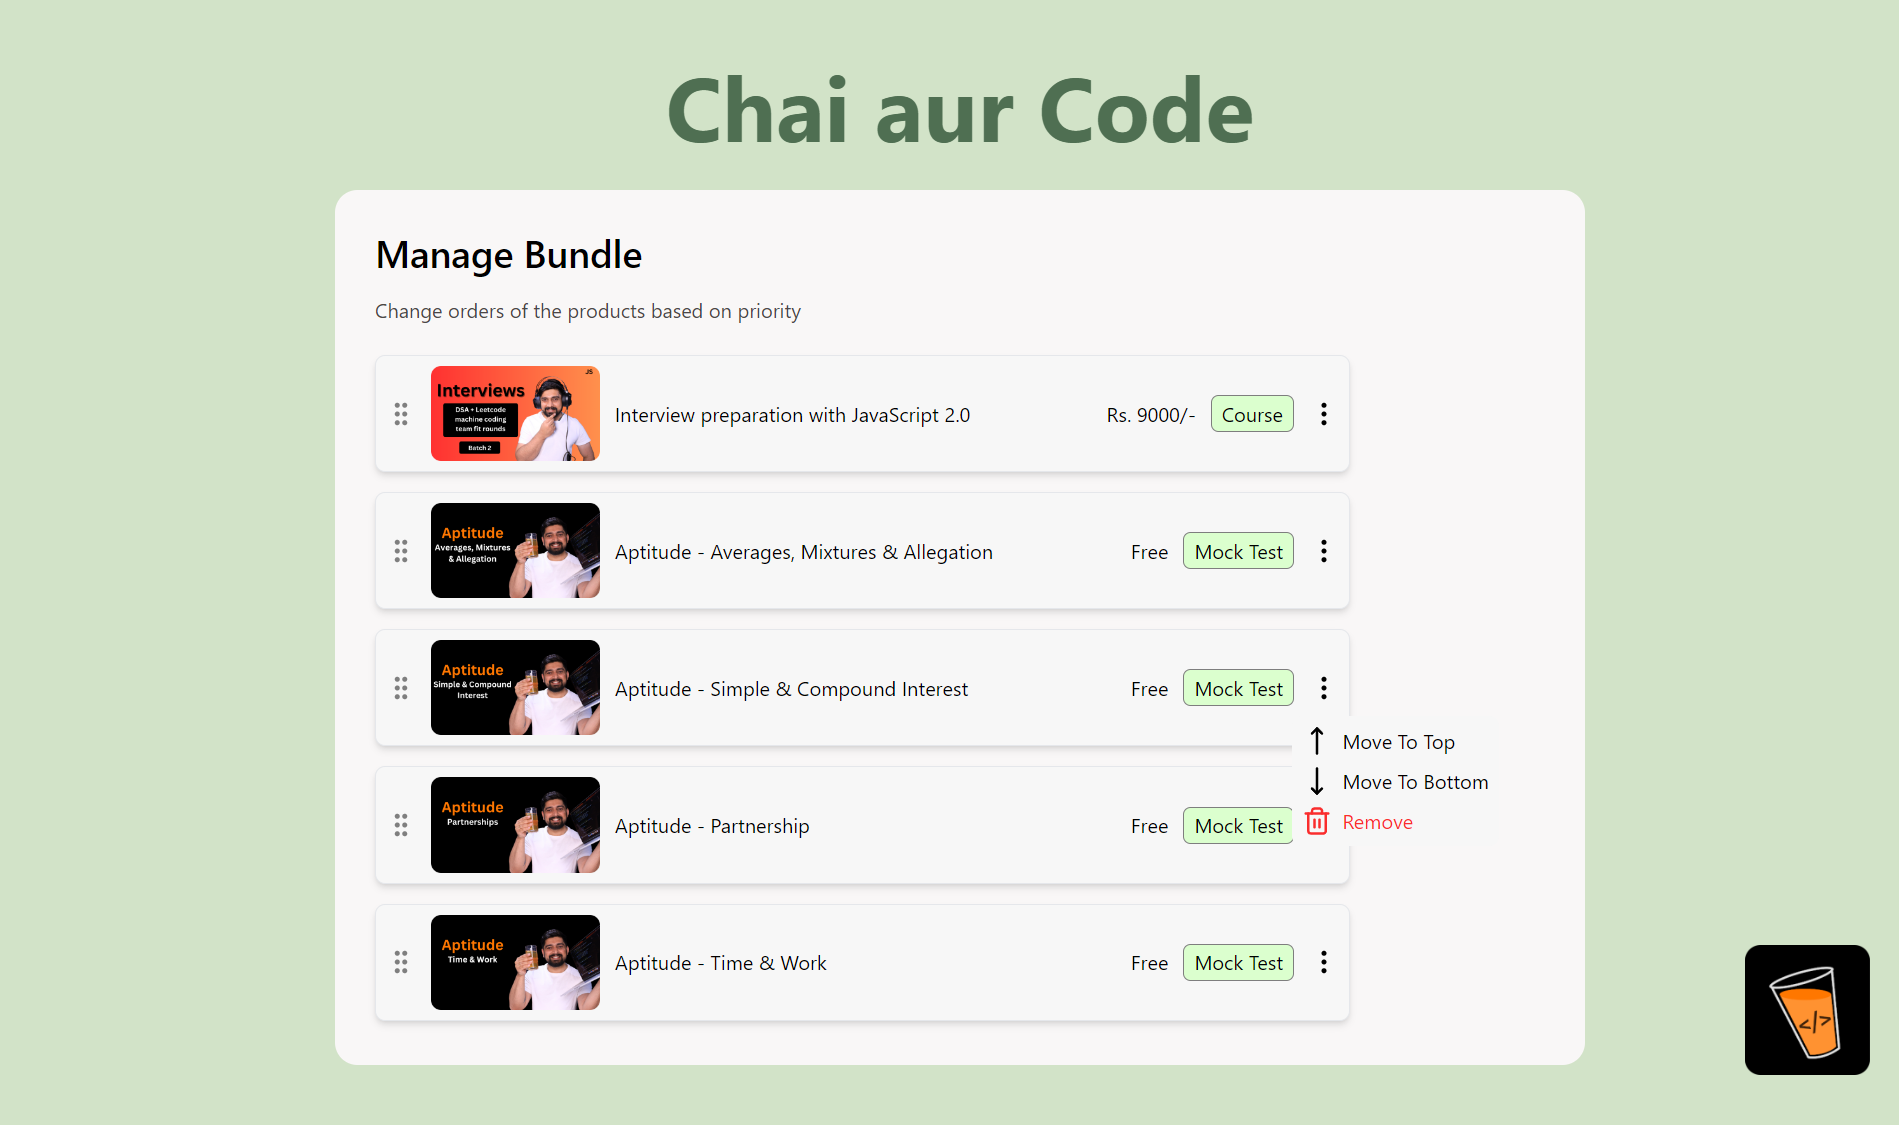 Chai aur Code
Manage Bundle
Change orders of the products based on priority
JS
Interviews
DSA + Leetcode
machine coding
team fit rounds
Batch 2
Interview preparation with JavaScript 2.0
Rs. 9000/-
Course
Aptitude
Averages, Mixtures
& Allegation
Aptitude - Averages, Mixtures & Allegation
Free
Mock Test
Aptitude
Simple & Compound
Interest
Aptitude - Simple & Compound Interest
Free
Mock Test
Move To Top
Move To Bottom
Remove
Aptitude
Partnerships
Aptitude - Partnership
Free
Mock Test
Aptitude
Time & Work
Aptitude - Time & Work
Free
Mock Test
</>